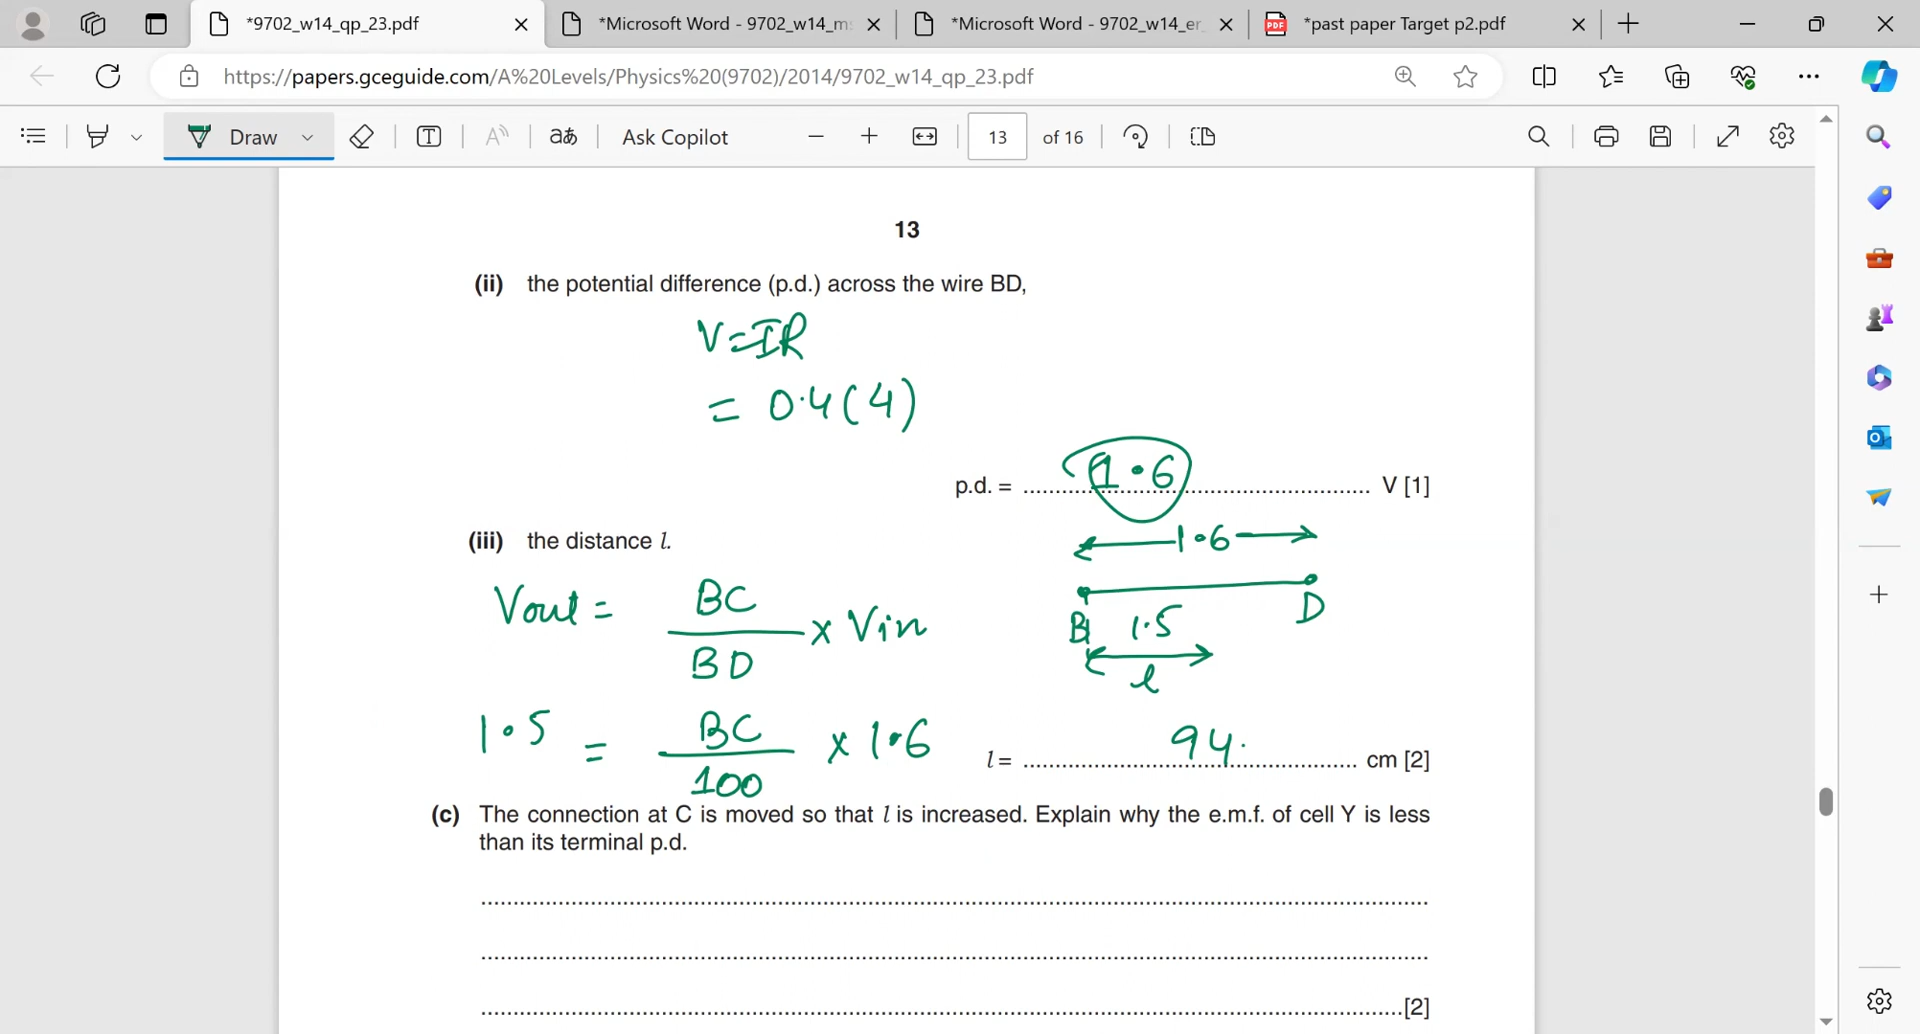 *9702_w14_qp_23.pdf
*Microsoft Word - 9702_w14_ms
*Microsoft Word - 9702_w14_er
*past paper Target p2.pdf
https://papers.gceguide.com/A%20Levels/Physics%20(9702)/2014/9702_w14_qp_23.pdf
Draw
Ask Copilot
13
of 16
13
(ii) the potential difference (p.d.) across the wire BD,
V=IR
= 0.4(4)
p.d. = 1.6 V [1]
1.6
(iii) the distance l.
Vout = BC/BD x Vin
B 1.5 D
l
1.5 = BC/100 x 1.6
l = 94. cm [2]
(c) The connection at C is moved so that l is increased. Explain why the e.m.f. of cell Y is less
than its terminal p.d.
[2]